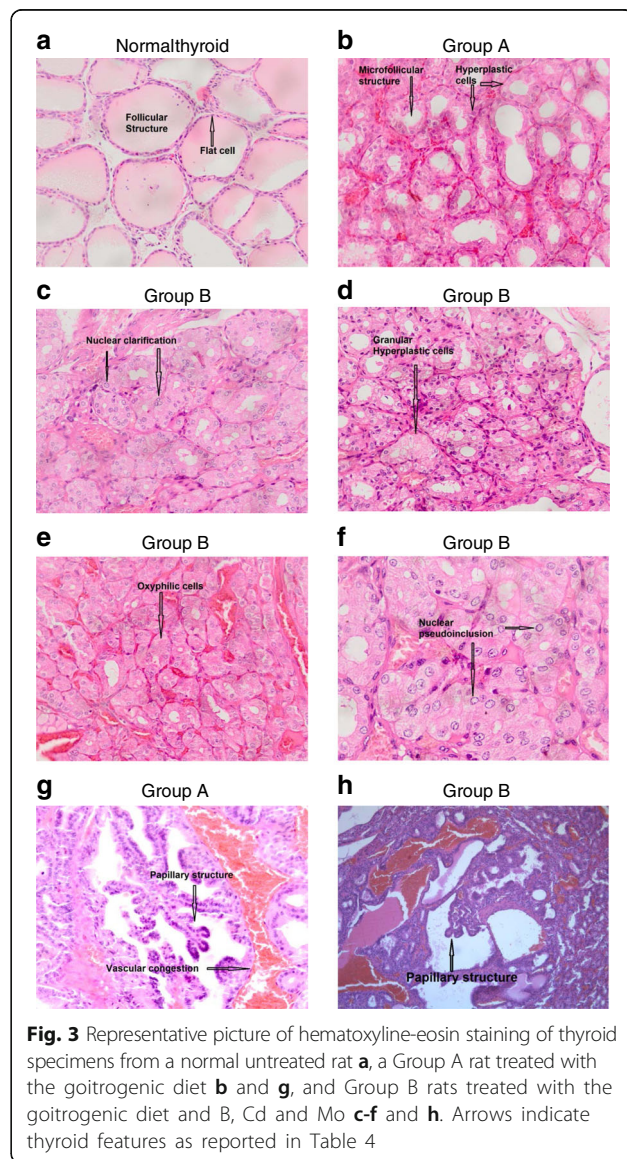 a
Normalthyroid
Follicular
Structure
Flat cell
b
Group A
Microfollicular
structure
Hyperplastic
cells
c
Group B
Nuclear clarification
d
Group B
Granular
Hyperplastic cells
e
Group B
Oxyphilic cells
f
Group B
Nuclear
pseudoinclusion
g
Group A
Papillary structure
Vascular congestion
h
Group B
Papillary structure
Fig. 3 Representative picture of hematoxyline-eosin staining of thyroid
specimens from a normal untreated rat a, a Group A rat treated with
the goitrogenic diet b and g, and Group B rats treated with the
goitrogenic diet and B, Cd and Mo c-f and h. Arrows indicate
thyroid features as reported in Table 4